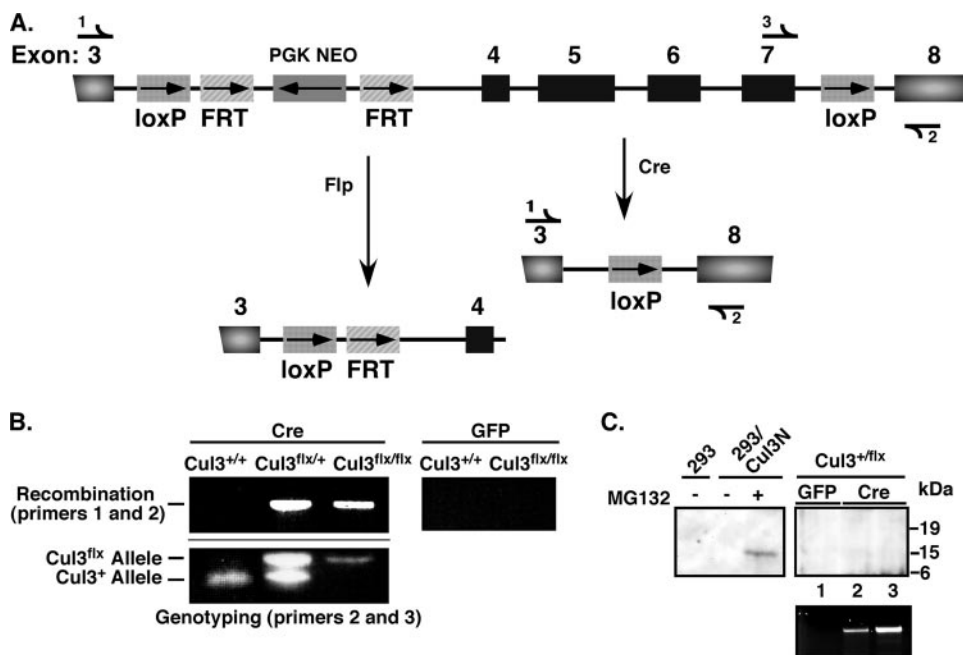 A.
1 3
Exon: 3 PGK NEO 4 5 6 7 8
loxP FRT FRT loxP
2
Flp Cre
1
3 8
loxP
2
3 4
loxP FRT
B.
Cre GFP
Cul3+/+ Cul3flx/+ Cul3flx/flx Cul3+/+ Cul3flx/flx
Recombination
(primers 1 and 2)
Cul3flx Allele
Cul3+ Allele
Genotyping (primers 2 and 3)
C.
293 293/
Cul3N
Cul3+/flx
MG132 - - + GFP Cre kDa
-19
-15
-6
1 2 3